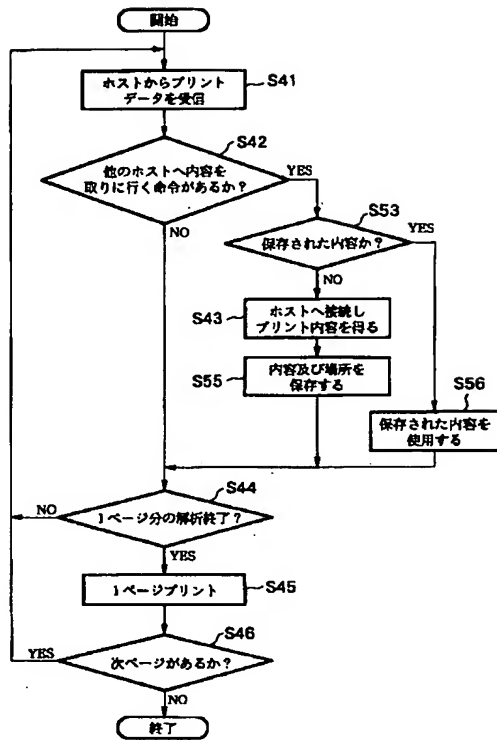 開始
ホストからプリント
データを受信
S41
S42
他のホストへ内容を
取りに行く命令があるか?
YES
NO
S53
保存された内容か?
YES
NO
S43
ホストへ接続し
プリント内容を得る
S55
内容及び場所を
保存する
S56
保存された内容を
使用する
S44
1ページ分の解析終了?
NO
YES
1ページプリント
S45
S46
次ページがあるか?
YES
NO
終了